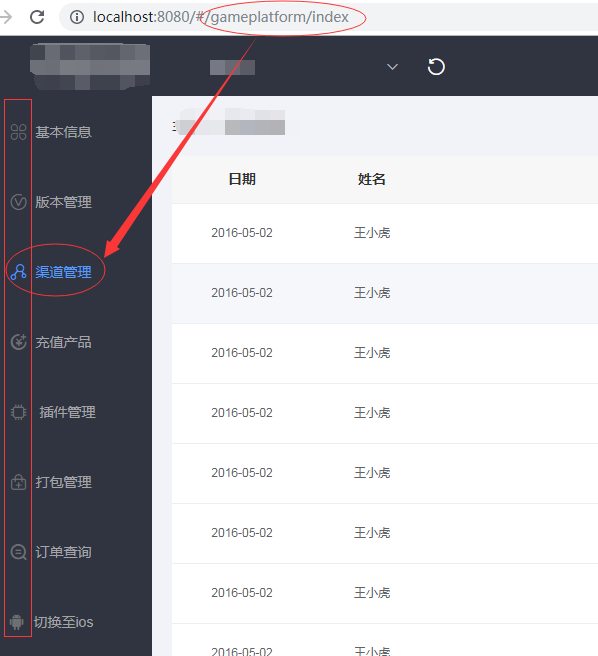 localhost:8080/#/gameplatform/index
基本信息
版本管理
渠道管理
充值产品
插件管理
打包管理
订单查询
切换至ios
日期 姓名
2016-05-02 王小虎
2016-05-02 王小虎
2016-05-02 王小虎
2016-05-02 王小虎
2016-05-02 王小虎
2016-05-02 王小虎
2016-05-02 王小虎
2016-05-02 王小虎